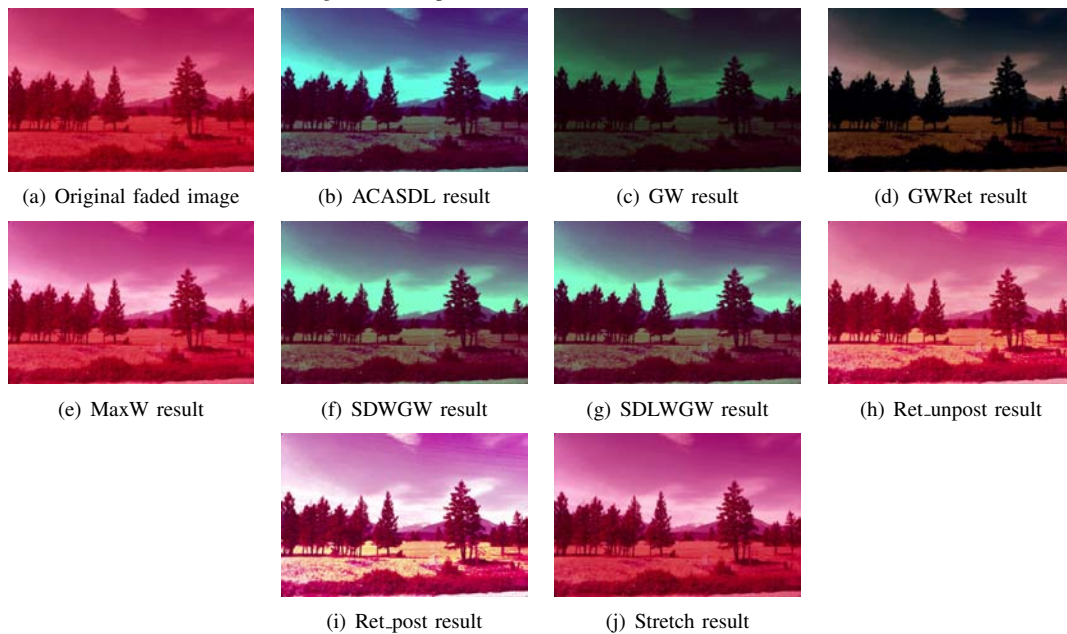 (a) Original faded image
(b) ACASDL result
(c) GW result
(d) GWRet result
(e) MaxW result
(f) SDWGW result
(g) SDLWGW result
(h) Ret_unpost result
(i) Ret_post result
(j) Stretch result